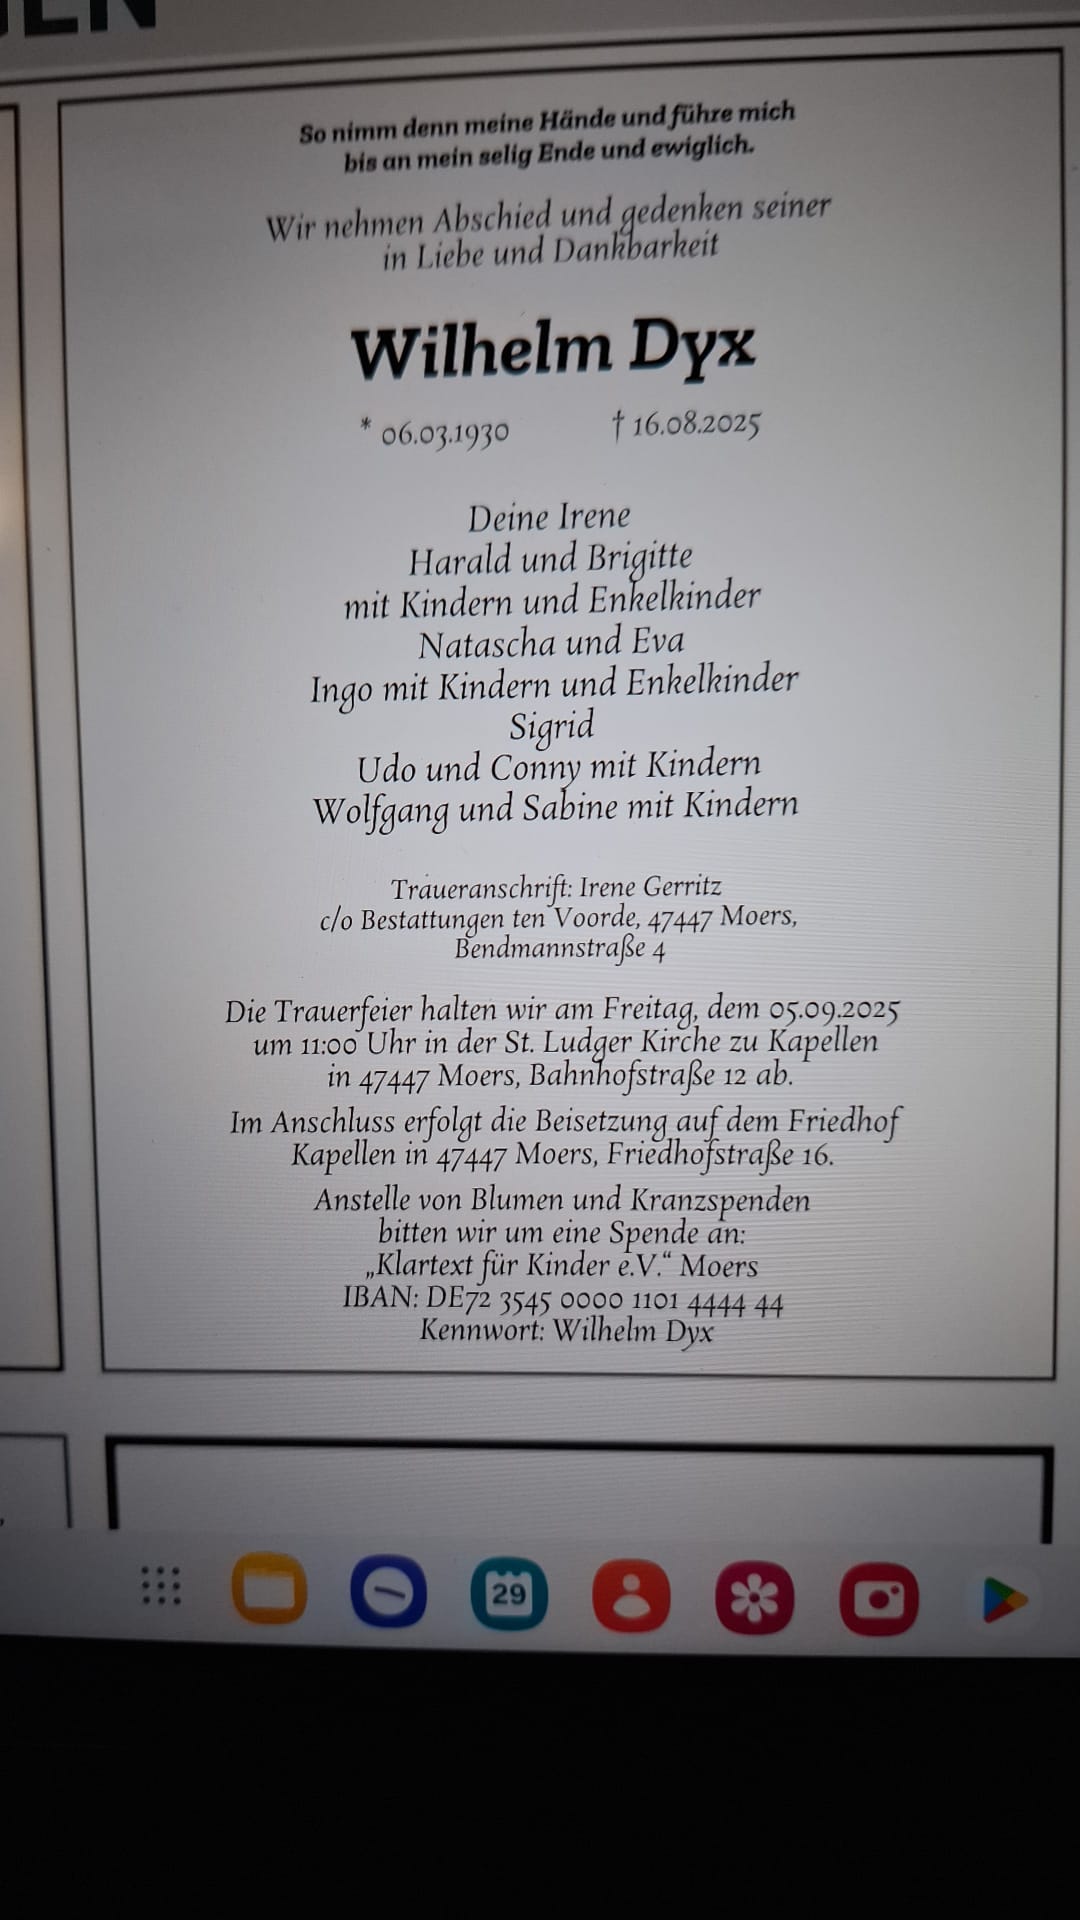 So nimm denn meine Hände und führe mich
bis an mein selig Ende und ewiglich.
Wir nehmen Abschied und gedenken seiner
in Liebe und Dankbarkeit
Wilhelm Dyx
* 06.03.1930 † 16.08.2025
Deine Irene
Harald und Brigitte
mit Kindern und Enkelkinder
Natascha und Eva
Ingo mit Kindern und Enkelkinder
Sigrid
Udo und Conny mit Kindern
Wolfgang und Sabine mit Kindern
Traueranschrift: Irene Gerritz
c/o Bestattungen ten Voorde, 47447 Moers,
Bendmannstraße 4
Die Trauerfeier halten wir am Freitag, dem 05.09.2025
um 11:00 Uhr in der St. Ludger Kirche zu Kapellen
in 47447 Moers, Bahnhofstraße 12 ab.
Im Anschluss erfolgt die Beisetzung auf dem Friedhof
Kapellen in 47447 Moers, Friedhofstraße 16.
Anstelle von Blumen und Kranzspenden
bitten wir um eine Spende an:
„Klartext für Kinder e.V.“ Moers
IBAN: DE72 3545 0000 1101 4444 44
Kennwort: Wilhelm Dyx
29